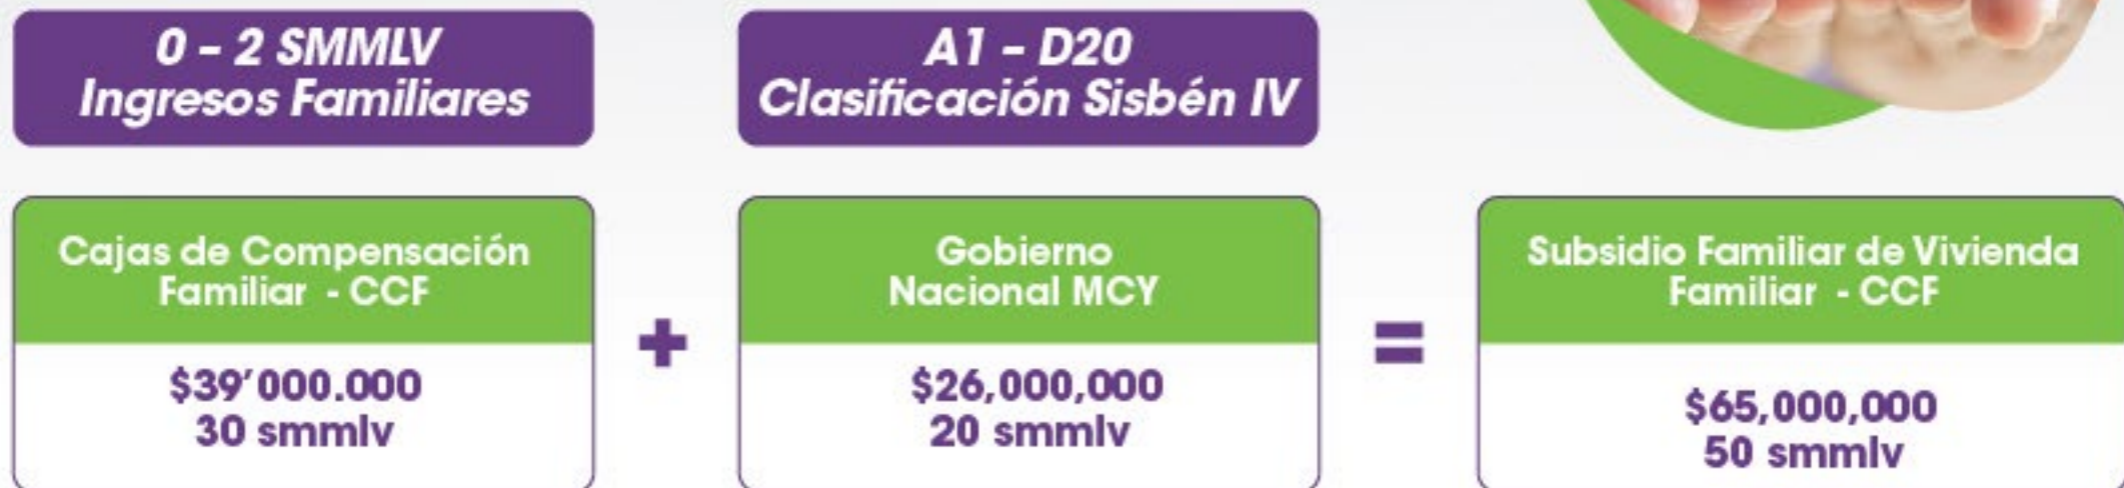 0 – 2 SMMLV
Ingresos Familiares
A1 – D20
Clasificación Sisbén IV
Cajas de Compensación
Familiar - CCF
$39’000.000
30 smmlv
+
Gobierno
Nacional MCY
$26,000,000
20 smmlv
=
Subsidio Familiar de Vivienda
Familiar - CCF
$65,000,000
50 smmlv